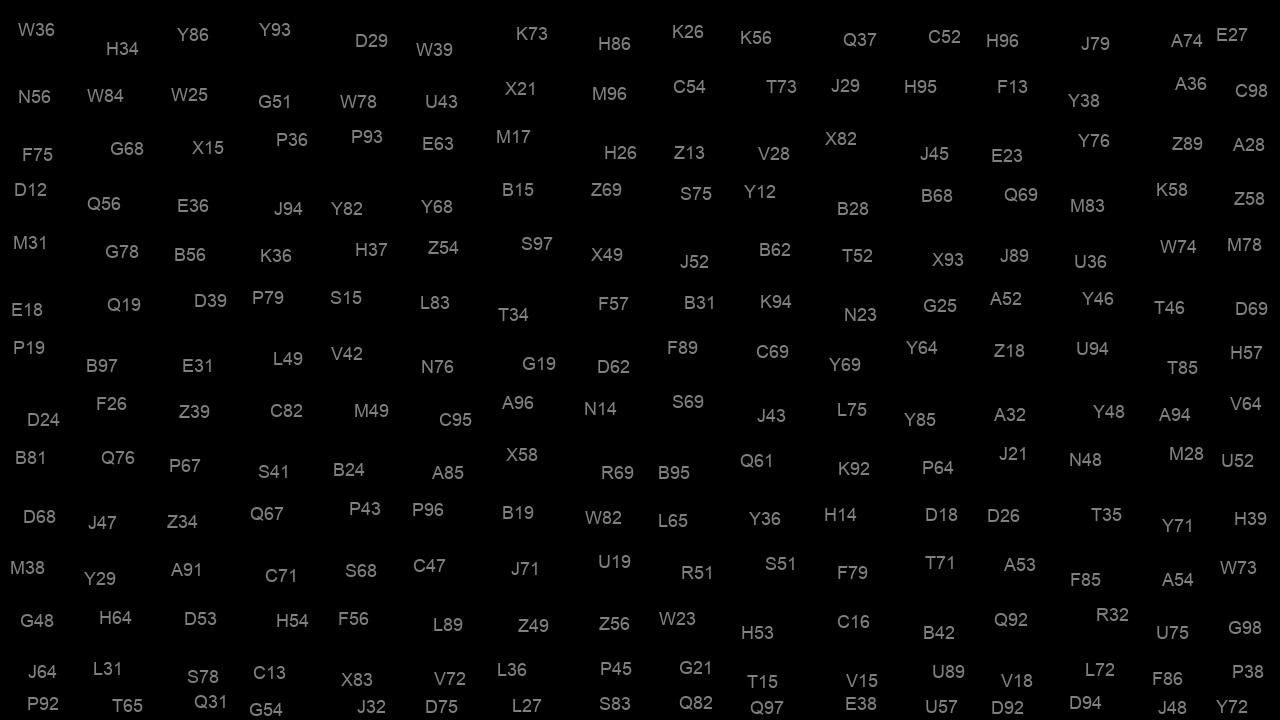 W36 H34 Y86 Y93 D29 W39 K73 H86 K26 K56 Q37 C52 H96 J79 A74 E27
N56 W84 W25 G51 W78 U43 X21 M96 C54 T73 J29 H95 F13 Y38 A36 C98
F75 G68 X15 P36 P93 E63 M17 H26 Z13 V28 X82 J45 E23 Y76 Z89 A28
D12 Q56 E36 J94 Y82 Y68 B15 Z69 S75 Y12 B28 B68 Q69 M83 K58 Z58
M31 G78 B56 K36 H37 Z54 S97 X49 J52 B62 T52 X93 J89 U36 W74 M78
E18 Q19 D39 P79 S15 L83 T34 F57 B31 K94 N23 G25 A52 Y46 T46 D69
P19 B97 E31 L49 V42 N76 G19 D62 F89 C69 Y69 Y64 Z18 U94 T85 H57
D24 F26 Z39 C82 M49 C95 A96 N14 S69 J43 L75 Y85 A32 Y48 A94 V64
B81 Q76 P67 S41 B24 A85 X58 R69 B95 Q61 K92 P64 J21 N48 M28 U52
D68 J47 Z34 Q67 P43 P96 B19 W82 L65 Y36 H14 D18 D26 T35 Y71 H39
M38 Y29 A91 C71 S68 C47 J71 U19 R51 S51 F79 T71 A53 F85 A54 W73
G48 H64 D53 H54 F56 L89 Z49 Z56 W23 H53 C16 B42 Q92 R32 U75 G98
J64 L31 S78 C13 X83 V72 L36 P45 G21 T15 V15 U89 V18 L72 F86 P38
P92 T65 Q31 G54 J32 D75 L27 S83 Q82 Q97 E38 U57 D92 D94 J48 Y72